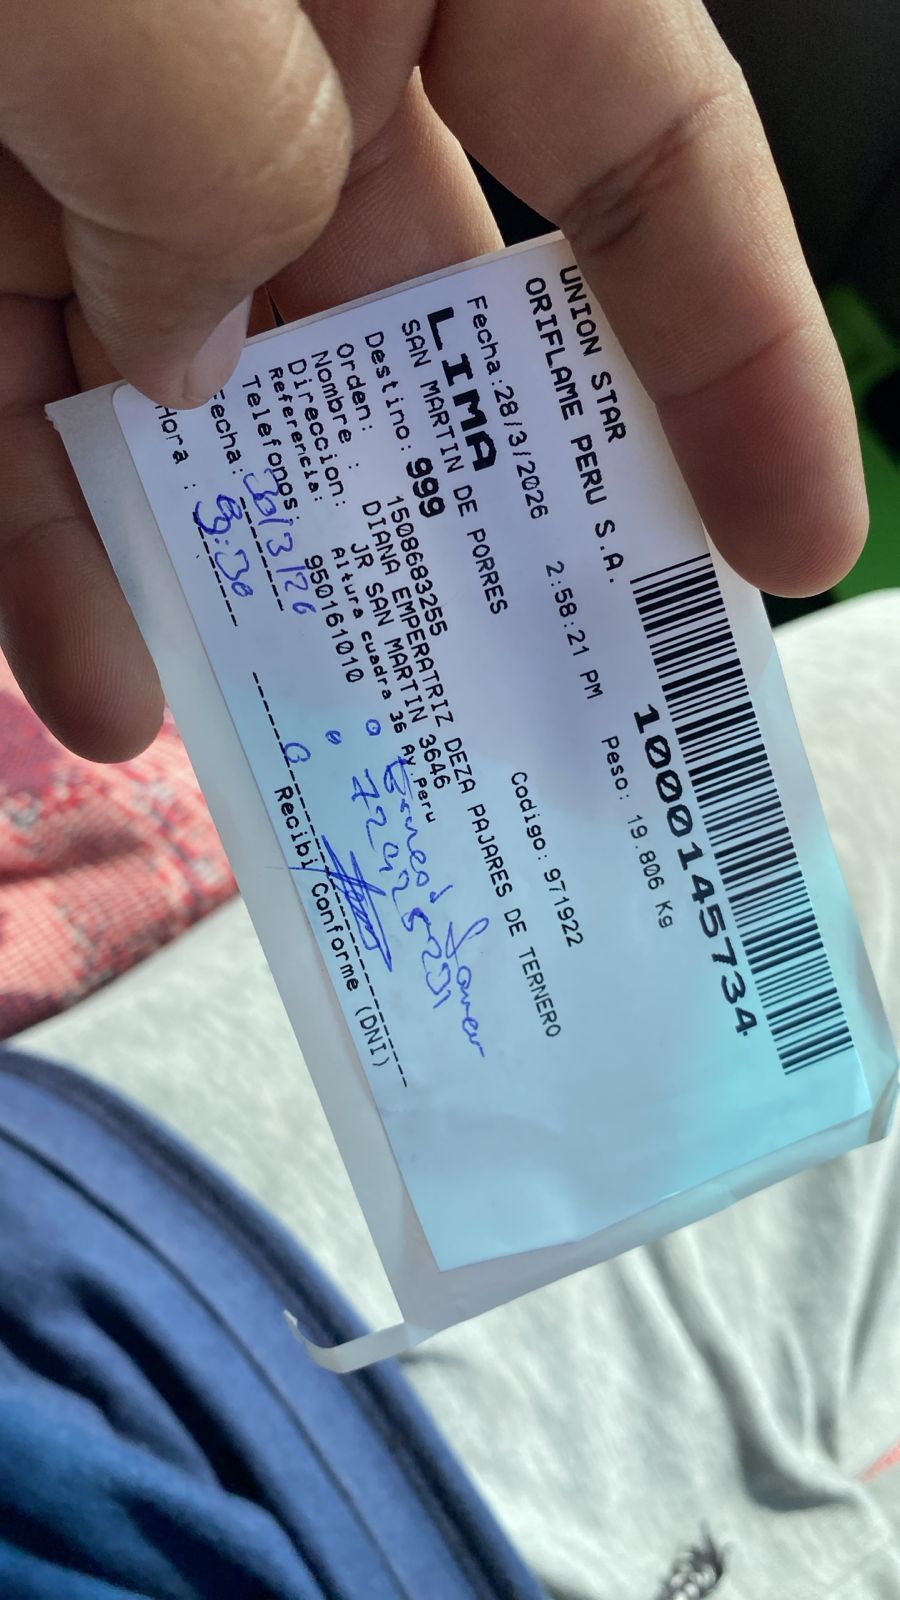 UNION STAR
ORIFLAME PERU S.A.
1000145734
Fecha:28/3/2026 2:58:21 PM Peso: 19.806 Kg
LIMA
SAN MARTIN DE PORRES Codigo: 971922
Destino: 999
Orden: 1508683255
Nombre : DIANA EMPERATRIZ DEZA PAJARES DE TERNERO
Direccion: JR SAN MARTIN 3646
Referencia: Altura cuadra 36 Av. Peru
Telefonos: 950161010
Fecha: 30/3/26
Hora : 9:30
Recibi Conforme (DNI)